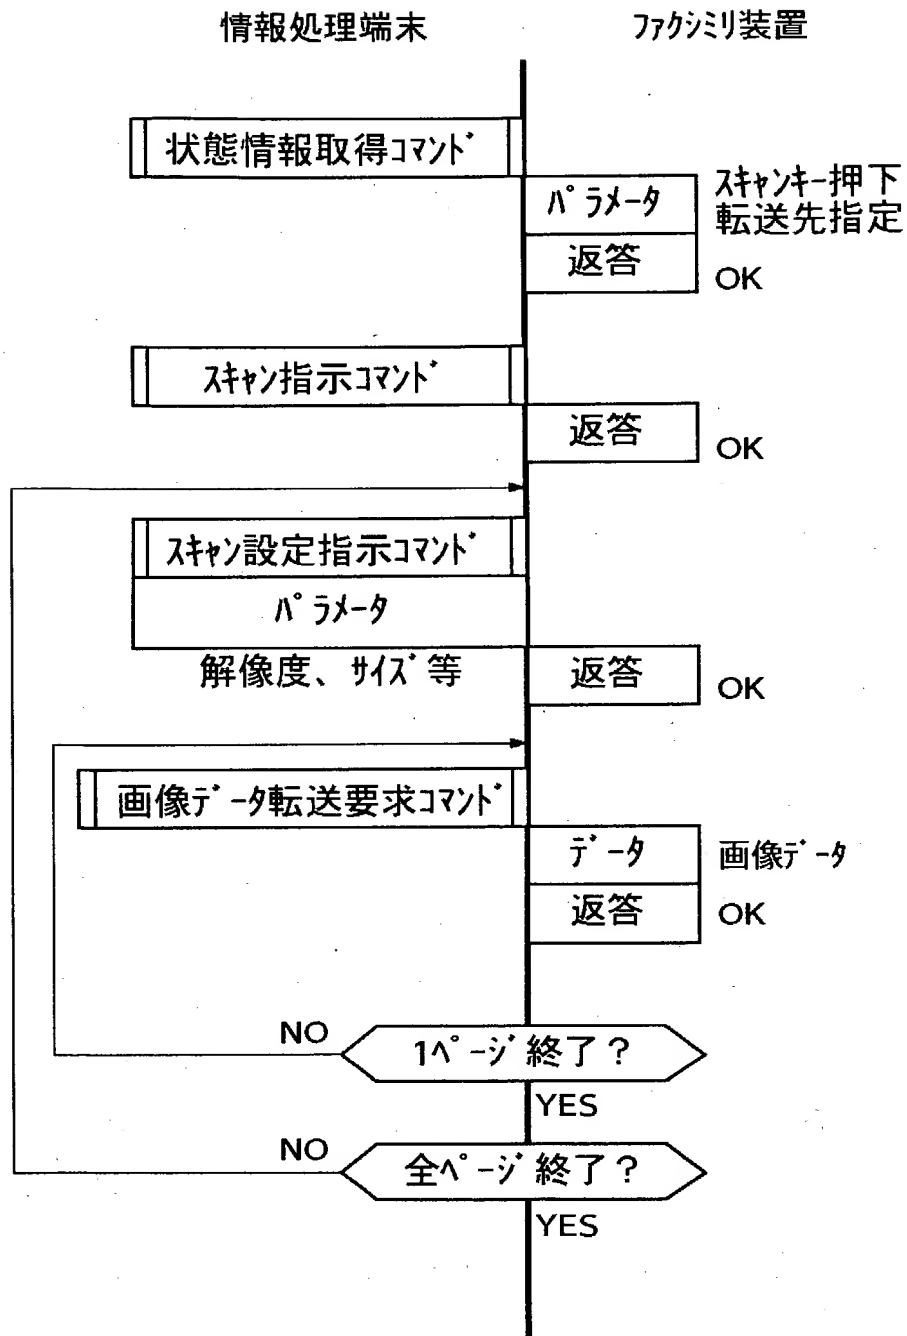 情報処理端末
ファクシミリ装置
状態情報取得コマンド
パラメータ
スキャンキー押下
転送先指定
返答
OK
スキャン指示コマンド
返答
OK
スキャン設定指示コマンド
パラメータ
解像度、サイズ等
返答
OK
画像データ転送要求コマンド
データ
画像データ
返答
OK
NO
1ページ終了?
YES
NO
全ページ終了?
YES